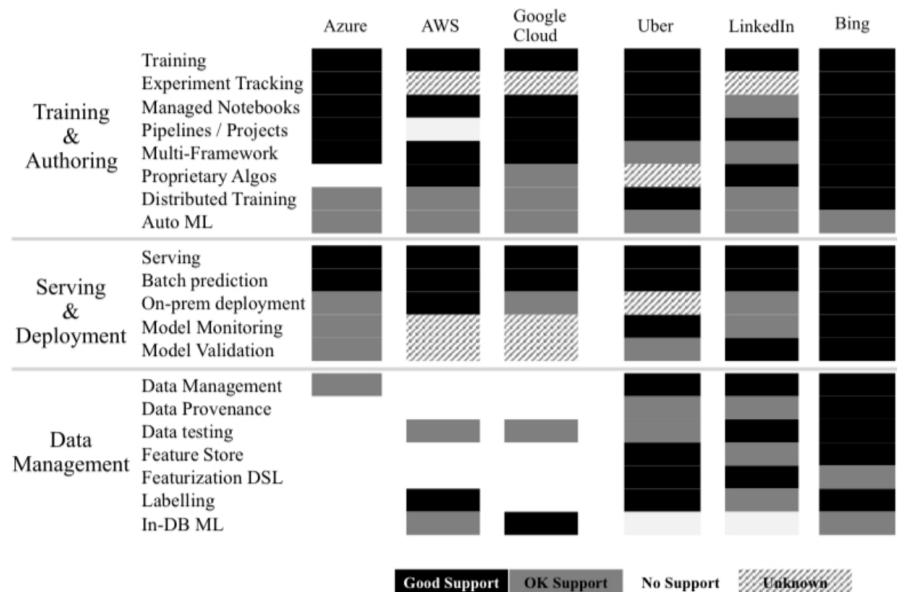 Azure AWS Google Cloud Uber LinkedIn Bing
Training & Authoring
Training
Experiment Tracking
Managed Notebooks
Pipelines / Projects
Multi-Framework
Proprietary Algos
Distributed Training
Auto ML
Serving & Deployment
Serving
Batch prediction
On-prem deployment
Model Monitoring
Model Validation
Data Management
Data Management
Data Provenance
Data testing
Feature Store
Featurization DSL
Labelling
In-DB ML
Good Support OK Support No Support Unknown